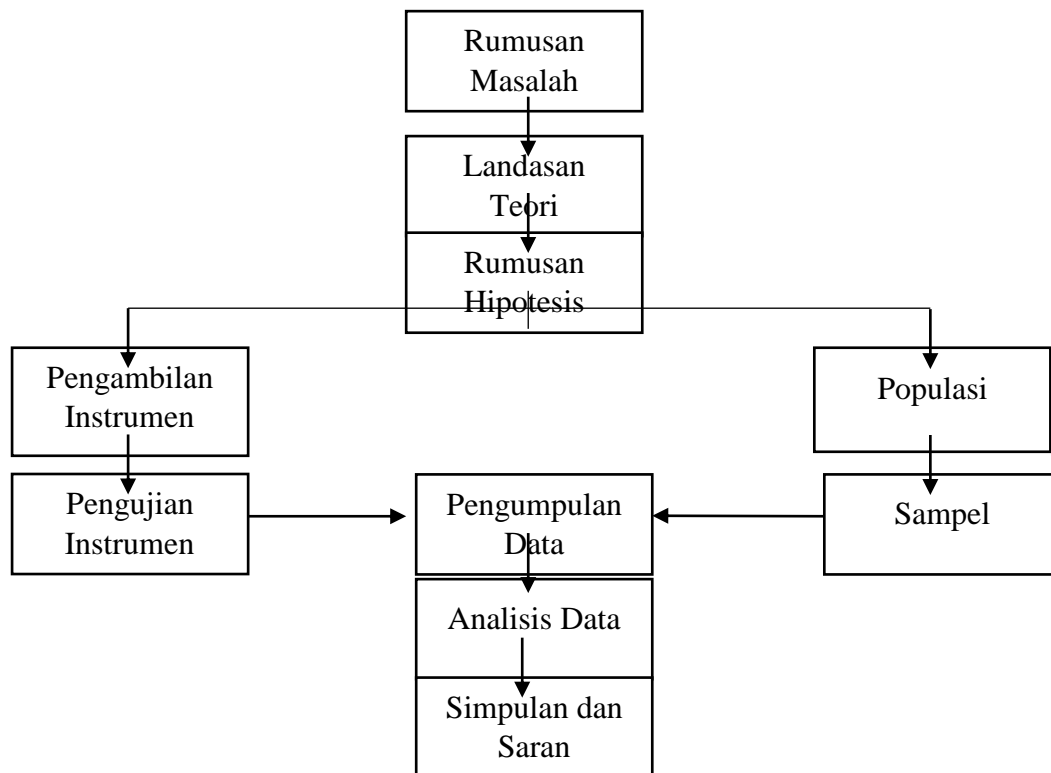 Rumusan
Masalah
Landasan
Teori
Rumusan
Hipotesis
Pengambilan
Instrumen
Populasi
Pengujian
Instrumen
Pengumpulan
Data
Sampel
Analisis Data
Simpulan dan
Saran